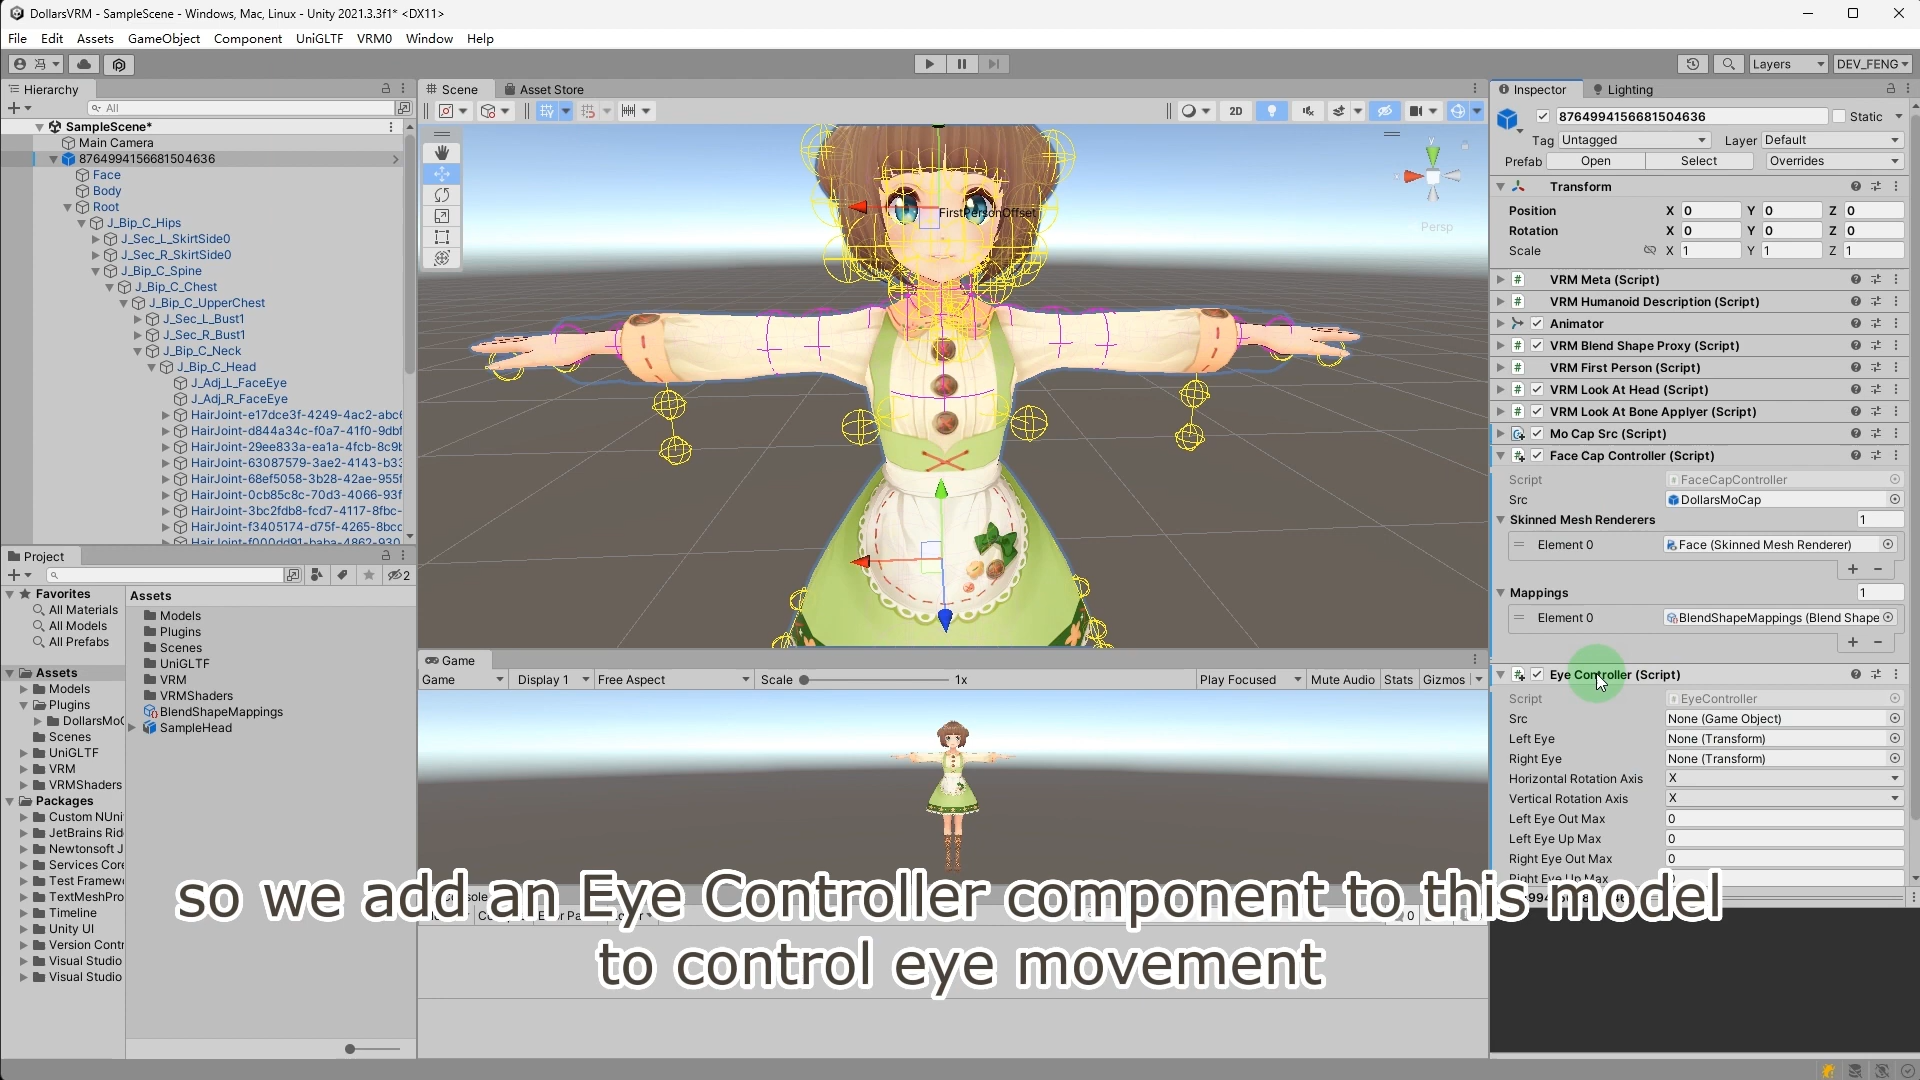 DollarsVRM - SampleScene - Windows, Mac, Linux - Unity 2021.3.3f1* <DX11>
File Edit Assets GameObject Component UniGLTF VRM0 Window Help
Layers DEV_FENG
Hierarchy
All
SampleScene*
Main Camera
8764994156681504636
Face
Body
Root
J_Bip_C_Hips
J_Sec_L_SkirtSide0
J_Sec_R_SkirtSide0
J_Bip_C_Spine
J_Bip_C_Chest
J_Bip_C_UpperChest
J_Sec_L_Bust1
J_Sec_R_Bust1
J_Bip_C_Neck
J_Bip_C_Head
J_Adj_L_FaceEye
J_Adj_R_FaceEye
HairJoint-e17dce3f-4249-4ac2-abc
HairJoint-d844a34c-f0a7-41f0-9dbf
HairJoint-29ee833a-ea1a-4fcb-8c9
HairJoint-63087579-3ae2-4143-b33
HairJoint-68ef5058-3b28-42ae-955f
HairJoint-0cb85c8c-70d3-4066-93f
HairJoint-3bc2fdb8-fcd7-4117-8fbc-
HairJoint-f3405174-d75f-4265-8bcc
HairJoint-f000dd91-baba-4862-930
Project
2
Favorites
All Materials
All Models
All Prefabs
Assets
Models
Plugins
DollarsMo
Scenes
UniGLTF
VRM
VRMShaders
Packages
Custom NUni
JetBrains Rid
Newtonsoft J
Services Core
Test Framew
TextMeshPro
Timeline
Unity UI
Version Contr
Visual Studio
Visual Studio
Assets
Models
Plugins
Scenes
UniGLTF
VRM
VRMShaders
BlendShapeMappings
SampleHead
Scene Asset Store
2D
FirstPersonOffset
y
Persp
Game
Game Display 1 Free Aspect Scale 1x Play Focused Mute Audio Stats Gizmos
0
Inspector Lighting
8764994156681504636 Static
Tag Untagged Layer Default
Prefab Open Select Overrides
Transform
Position X 0 Y 0 Z 0
Rotation X 0 Y 0 Z 0
Scale X 1 Y 1 Z 1
VRM Meta (Script)
VRM Humanoid Description (Script)
Animator
VRM Blend Shape Proxy (Script)
VRM First Person (Script)
VRM Look At Head (Script)
VRM Look At Bone Applyer (Script)
Mo Cap Src (Script)
Face Cap Controller (Script)
Script FaceCapController
Src DollarsMoCap
Skinned Mesh Renderers 1
Element 0 Face (Skinned Mesh Renderer)
Mappings 1
Element 0 BlendShapeMappings (Blend Shape
Eye Controller (Script)
Script EyeController
Src None (Game Object)
Left Eye None (Transform)
Right Eye None (Transform)
Horizontal Rotation Axis X
Vertical Rotation Axis X
Left Eye Out Max 0
Left Eye Up Max 0
Right Eye Out Max 0
Right Eye Up Max
so we add an Eye Controller component to this model
to control eye movement